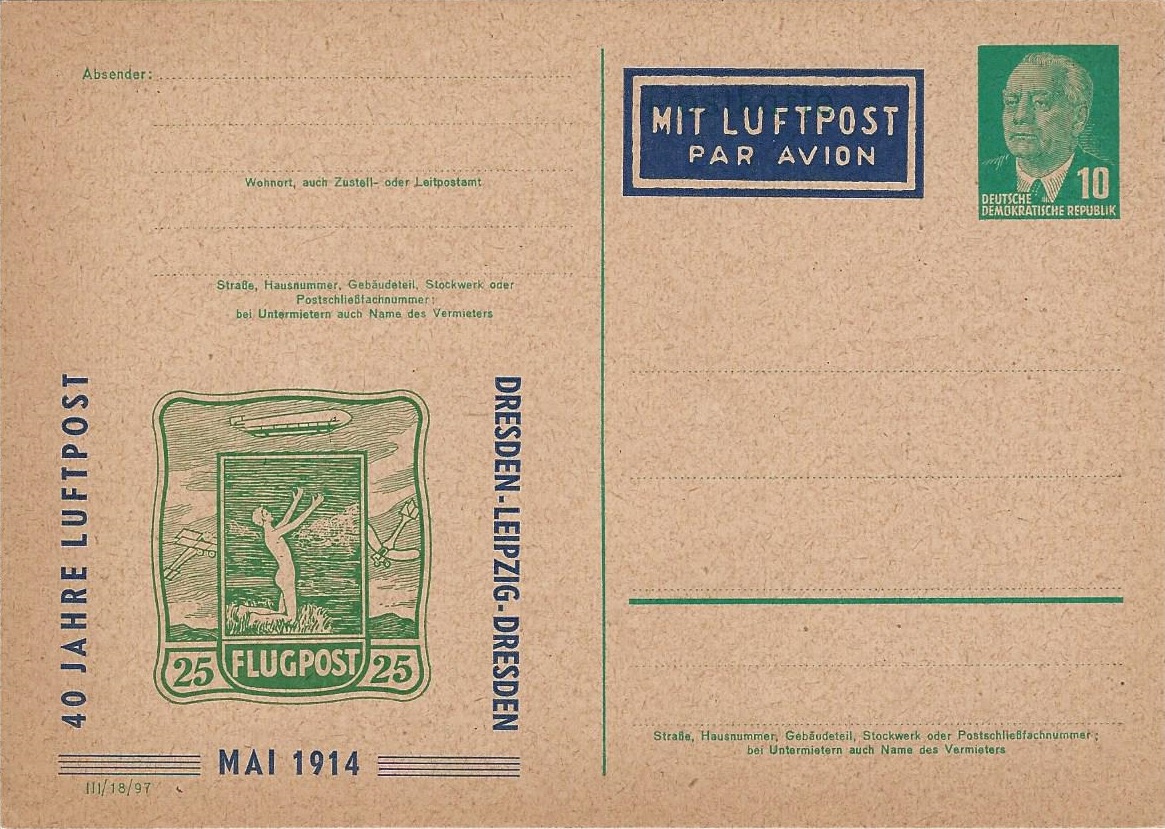 Absender:
Wohnort, auch Zustell- oder Leitpostamt
Straße, Hausnummer, Gebäudeteil, Stockwerk oder
Postschließfachnummer;
bei Untermietern auch Name des Vermieters
40 JAHRE LUFTPOST
25 FLUGPOST 25
DRESDEN-LEIPZIG-DRESDEN
MAI 1914
III/18/97
MIT LUFTPOST
PAR AVION
10
DEUTSCHE
DEMOKRATISCHE REPUBLIK
Straße, Hausnummer, Gebäudeteil, Stockwerk oder Postschließfachnummer;
bei Untermietern auch Name des Vermieters